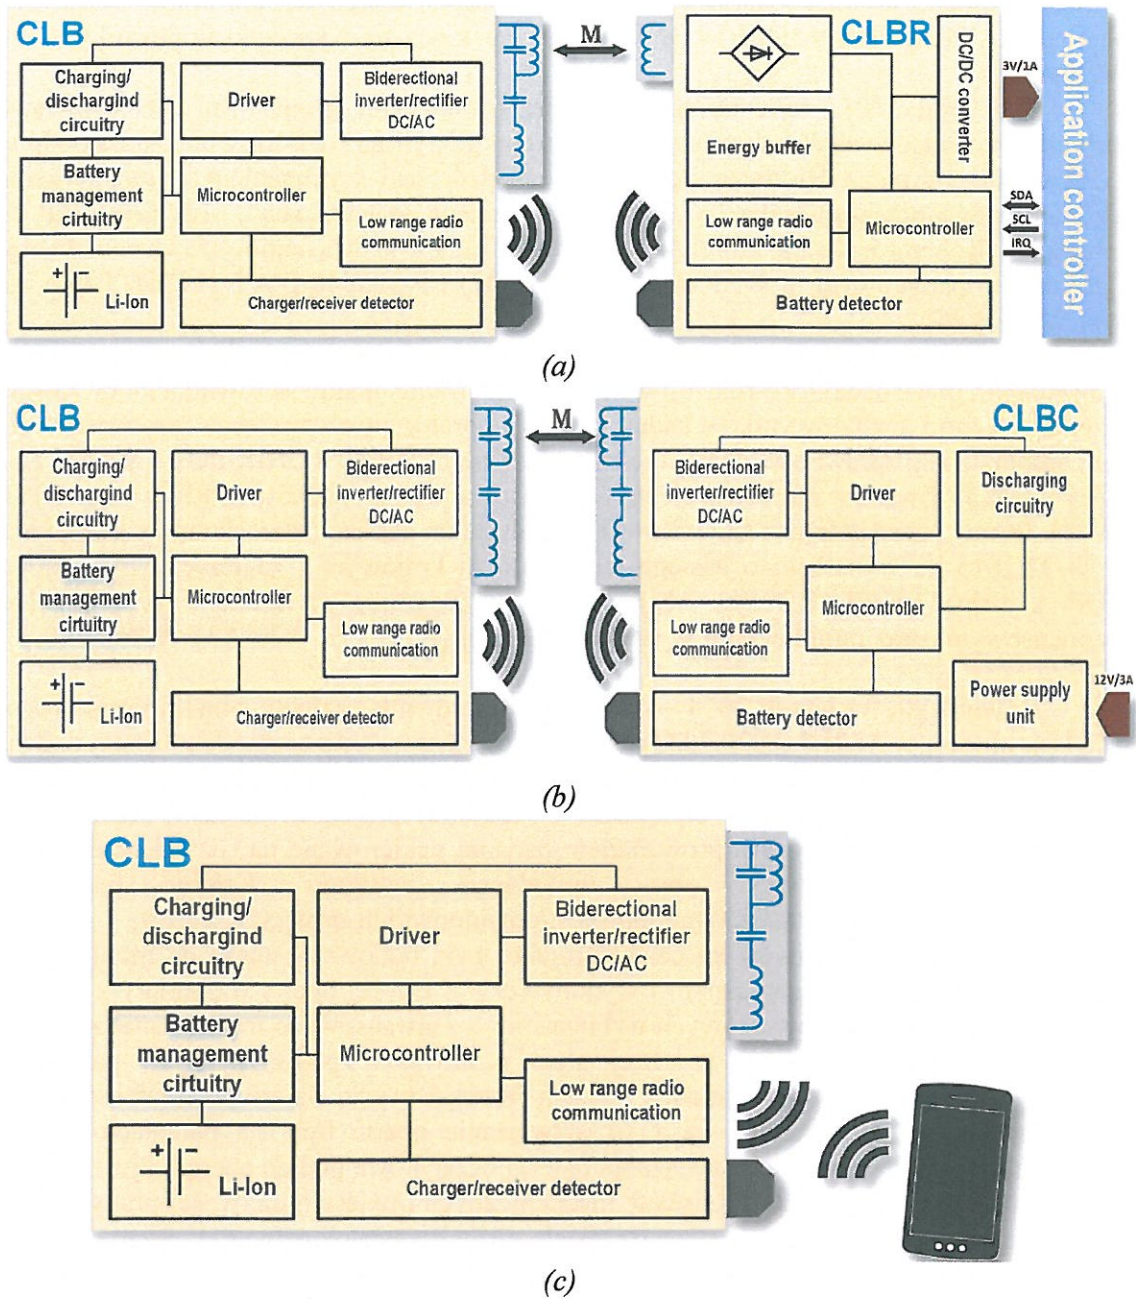 CLB
Charging/
dischargind
circuitry
Driver
Biderectional
inverter/rectifier
DC/AC
Battery
management
cirtuitry
Microcontroller
Low range radio
communication
+ -
Li-Ion
Charger/receiver detector
M
CLBR
DC/DC converter
Energy buffer
Low range radio
communication
Microcontroller
Battery detector
3V/1A
SDA
SCL
IRQ
Application controller
(a)
CLB
Charging/
dischargind
circuitry
Driver
Biderectional
inverter/rectifier
DC/AC
Battery
management
cirtuitry
Microcontroller
Low range radio
communication
+ -
Li-Ion
Charger/receiver detector
M
CLBC
Biderectional
inverter/rectifier
DC/AC
Driver
Discharging
circuitry
Microcontroller
Low range radio
communication
Battery detector
Power supply
unit
12V/3A
(b)
CLB
Charging/
dischargind
circuitry
Driver
Biderectional
inverter/rectifier
DC/AC
Battery
management
cirtuitry
Microcontroller
Low range radio
communication
+ -
Li-Ion
Charger/receiver detector
(c)